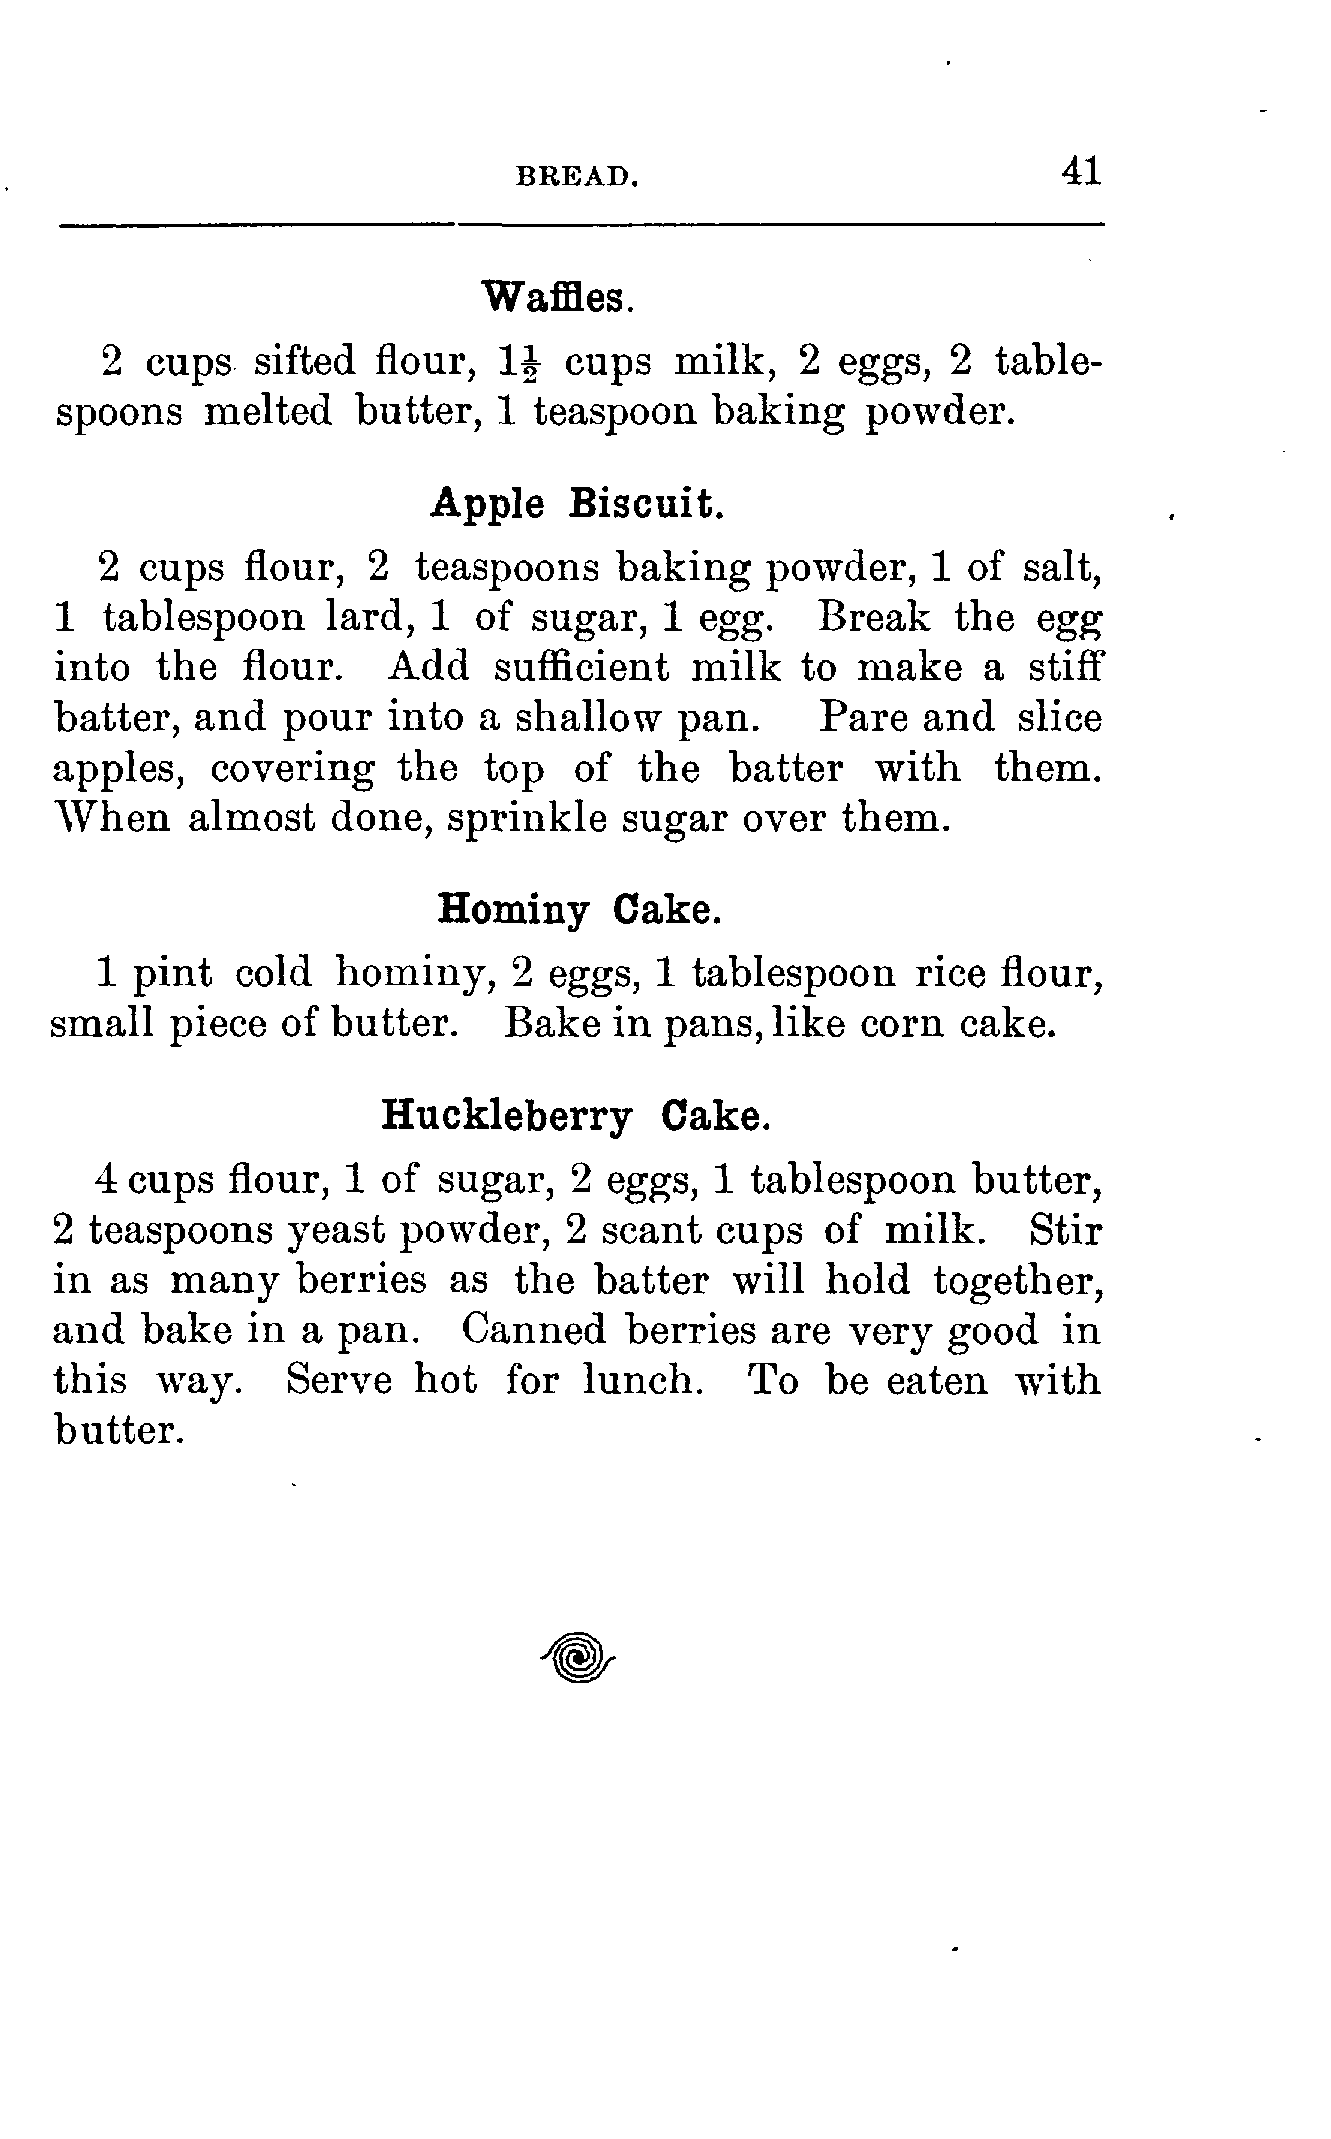 BREAD. 41
Waffles.
2 cups sifted flour, 1½ cups milk, 2 eggs, 2 table-
spoons melted butter, 1 teaspoon baking powder.
Apple Biscuit.
2 cups flour, 2 teaspoons baking powder, 1 of salt,
1 tablespoon lard, 1 of sugar, 1 egg. Break the egg
into the flour. Add sufficient milk to make a stiff
batter, and pour into a shallow pan. Pare and slice
apples, covering the top of the batter with them.
When almost done, sprinkle sugar over them.
Hominy Cake.
1 pint cold hominy, 2 eggs, 1 tablespoon rice flour,
small piece of butter. Bake in pans, like corn cake.
Huckleberry Cake.
4 cups flour, 1 of sugar, 2 eggs, 1 tablespoon butter,
2 teaspoons yeast powder, 2 scant cups of milk. Stir
in as many berries as the batter will hold together,
and bake in a pan. Canned berries are very good in
this way. Serve hot for lunch. To be eaten with
butter.